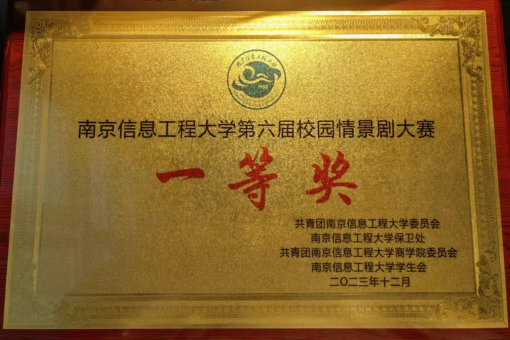 南京信息工程大学第六届校园情景剧大赛
一等奖
共青团南京信息工程大学委员会
南京信息工程大学保卫处
共青团南京信息工程大学商学院委员会
南京信息工程大学学生会
二〇二三年十二月